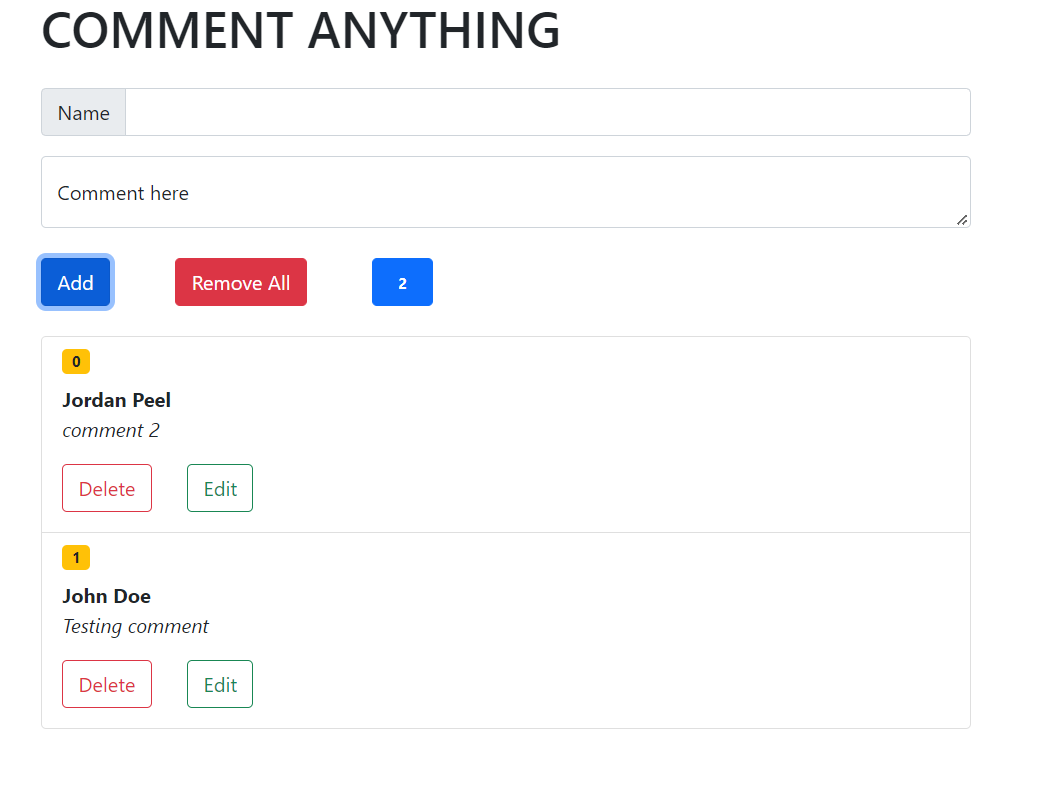 COMMENT ANYTHING
Name
Comment here
Add Remove All 2
0
Jordan Peel
comment 2
Delete Edit
1
John Doe
Testing comment
Delete Edit